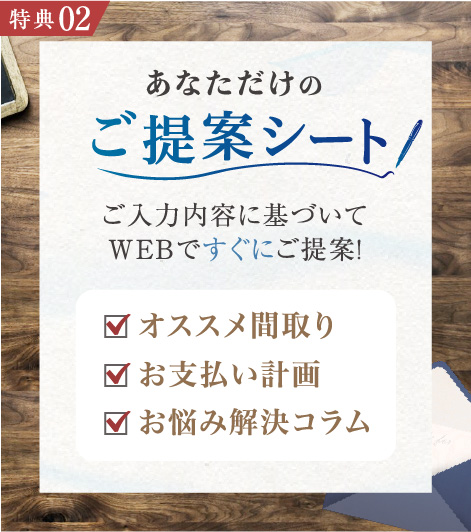 特典02
あなただけの
ご提案シート
ご入力内容に基づいて
WEBですぐにご提案!
オススメ間取り
お支払い計画
お悩み解決コラム